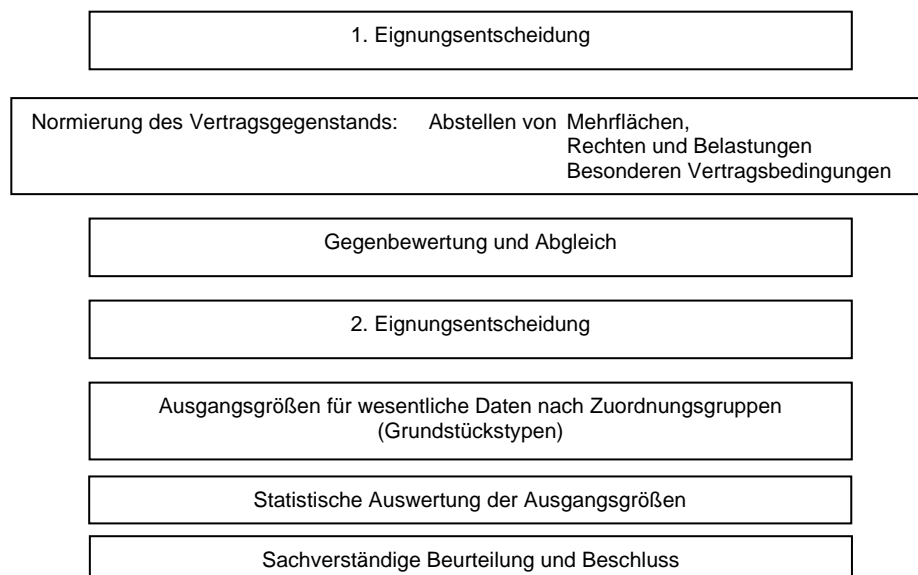 1. Eignungsentscheidung
Normierung des Vertragsgegenstands: Abstellen von Mehrflächen,
Rechten und Belastungen
Besonderen Vertragsbedingungen
Gegenbewertung und Abgleich
2. Eignungsentscheidung
Ausgangsgrößen für wesentliche Daten nach Zuordnungsgruppen
(Grundstückstypen)
Statistische Auswertung der Ausgangsgrößen
Sachverständige Beurteilung und Beschluss